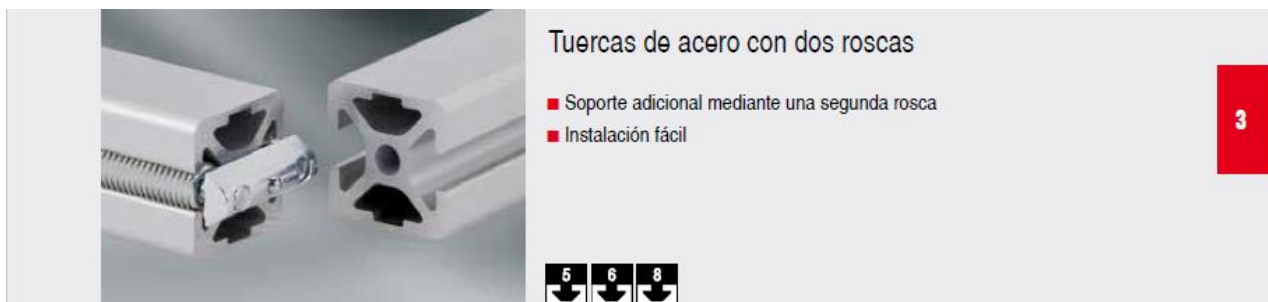 Tuercas de acero con dos roscas
Soporte adicional mediante una segunda rosca
Instalación fácil
3
5 6 8